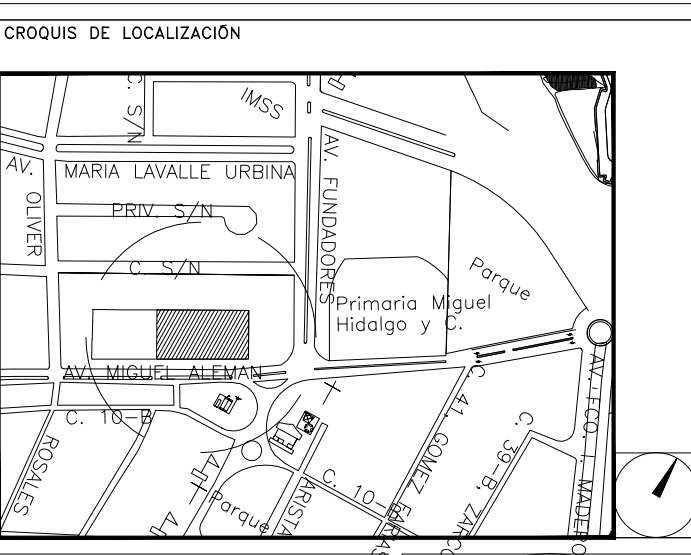 CROQUIS DE LOCALIZACIÓN
C. S/N
IMSS
AV. OLIVER
MARIA LAVALLE URBINA
AV. FUNDADORES
PRIV. S/N
C. S/N
Parque
Primaria Miguel
Hidalgo y C.
AV. MIGUEL ALEMAN
C. 10-B
ROSALES
C. 41, GOMEZ FARIAS
C. 39-B, ZARCO
AV. FCO. I. MADERO
C. 10-B
ARISTA
Parque